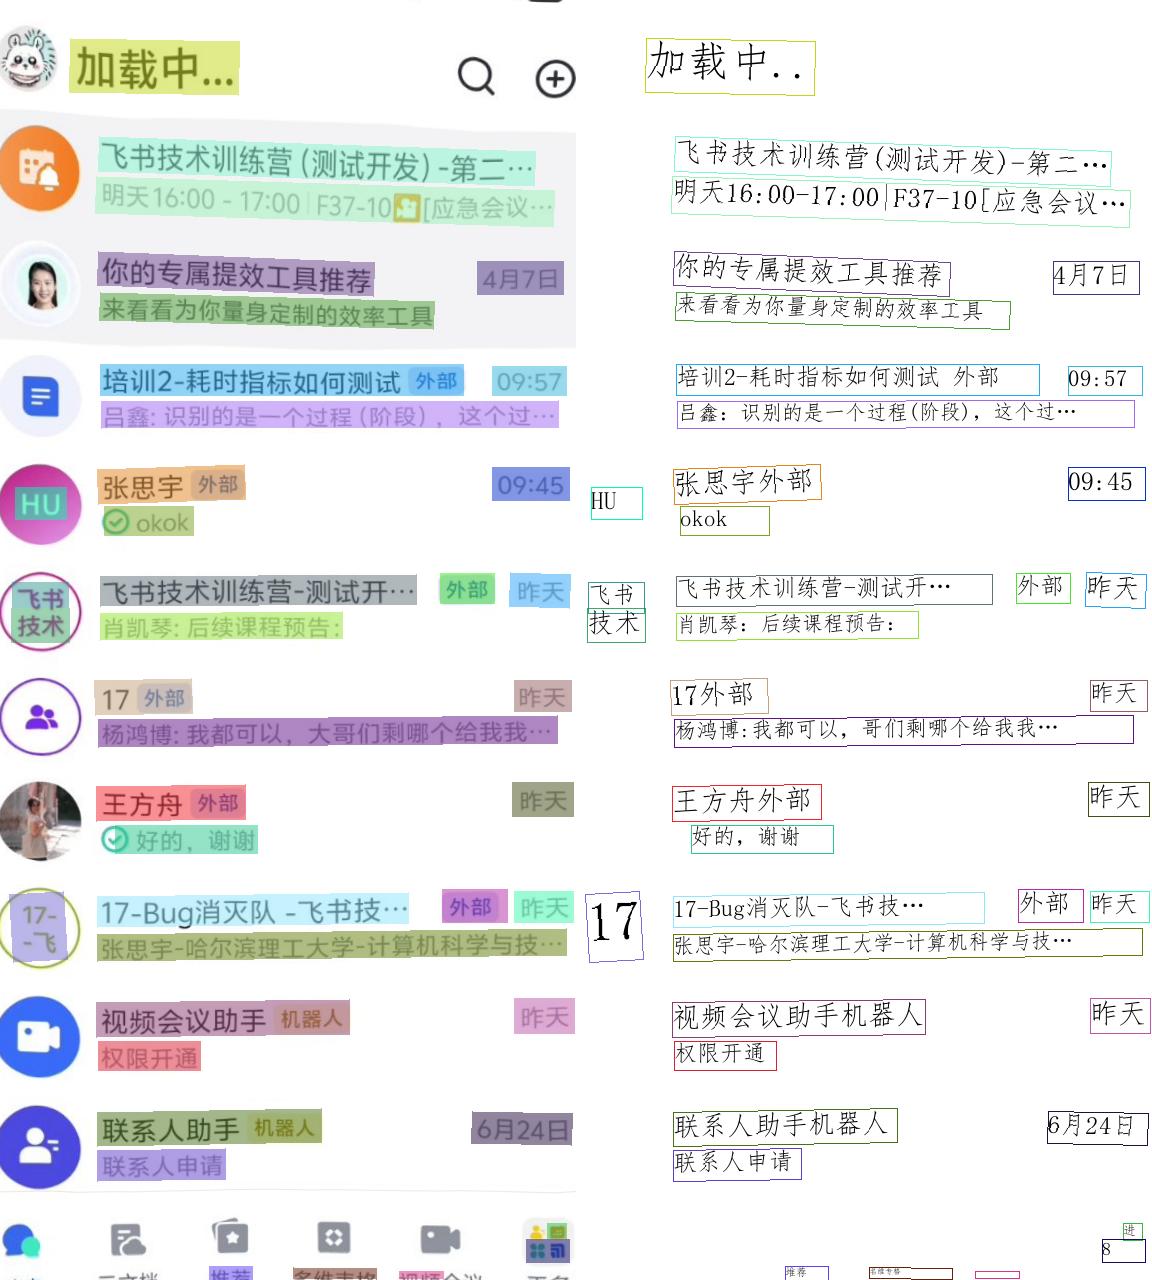 加载中... 加载中..
飞书技术训练营 (测试开发) -第二… 飞书技术训练营(测试开发)-第二…
明天16:00 - 17:00 | F37-10[应急会议… 明天16:00-17:00|F37-10[应急会议…
你的专属提效工具推荐 4月7日 你的专属提效工具推荐 4月7日
来看看为你量身定制的效率工具 来看看为你量身定制的效率工具
培训2-耗时指标如何测试 外部 09:57 培训2-耗时指标如何测试 外部 09:57
吕鑫: 识别的是一个过程 (阶段) ，这个过… 吕鑫: 识别的是一个过程(阶段)，这个过…
HU 张思宇 外部 09:45 HU 张思宇外部 09:45
okok okok
飞书 飞书技术训练营-测试开… 外部 昨天 飞书 飞书技术训练营-测试开… 外部 昨天
技术 肖凯琴: 后续课程预告: 技术 肖凯琴: 后续课程预告:
17 外部 昨天 17外部 昨天
杨鸿博: 我都可以，大哥们剩哪个给我我… 杨鸿博:我都可以，哥们剩哪个给我我…
王方舟 外部 昨天 王方舟外部 昨天
好的，谢谢 好的，谢谢
17- 17-Bug消灭队 -飞书技… 外部 昨天 17 17-Bug消灭队-飞书技… 外部 昨天
-飞 张思宇-哈尔滨理工大学-计算机科学与技… 张思宇-哈尔滨理工大学-计算机科学与技…
视频会议助手 机器人 昨天 视频会议助手机器人 昨天
权限开通 权限开通
联系人助手 机器人 6月24日 联系人助手机器人 6月24日
联系人申请 联系人申请
进
8
推荐 视频会议 推荐